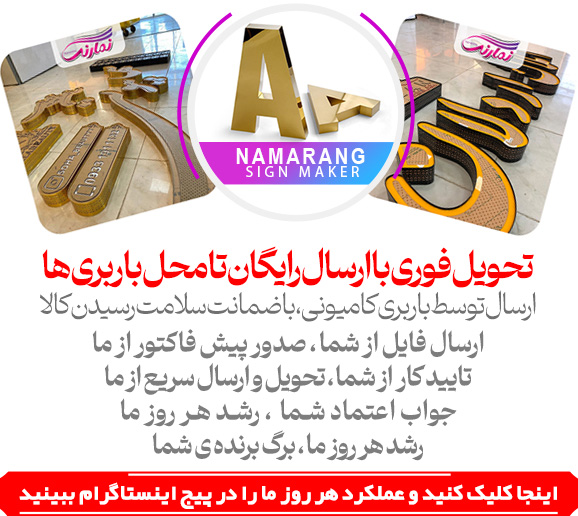 نمارنگ
نمارنگ
A
A
NAMARANG
SIGN MAKER
تحویل فوری با ارسال رایگان تا محل باربری ها
ارسال توسط باربری کامیونی، با ضمانت سلامت رسیدن کالا
ارسال فایل از شما، صدور پیش فاکتور از ما
تایید کار از شما، تحویل و ارسال سریع از ما
جواب اعتماد شما ، رشد هر روز ما
رشد هر روز ما، برگ برنده ی شما
اینجا کلیک کنید و عملکرد هر روز ما را در پیج اینستاگرام ببینید